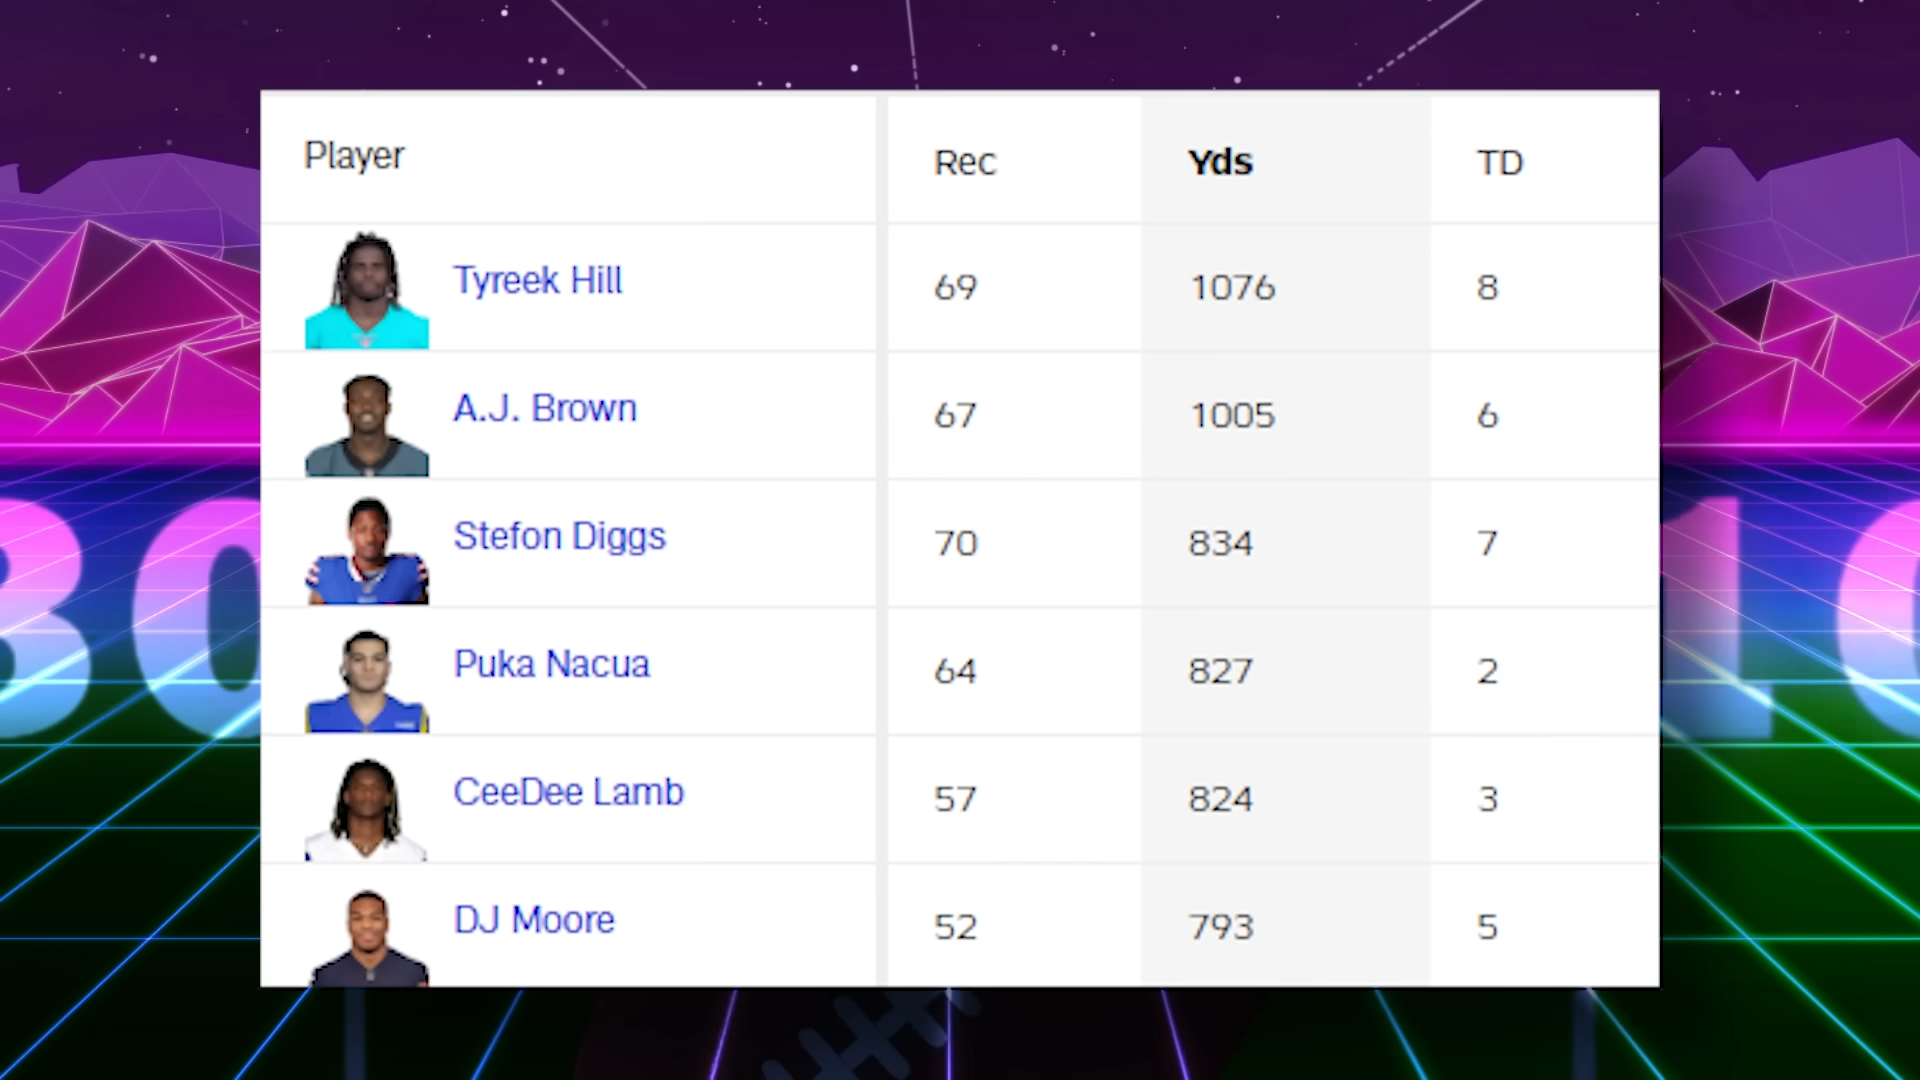 Player Rec Yds TD
Tyreek Hill 69 1076 8
A.J. Brown 67 1005 6
Stefon Diggs 70 834 7
Puka Nacua 64 827 2
CeeDee Lamb 57 824 3
DJ Moore 52 793 5